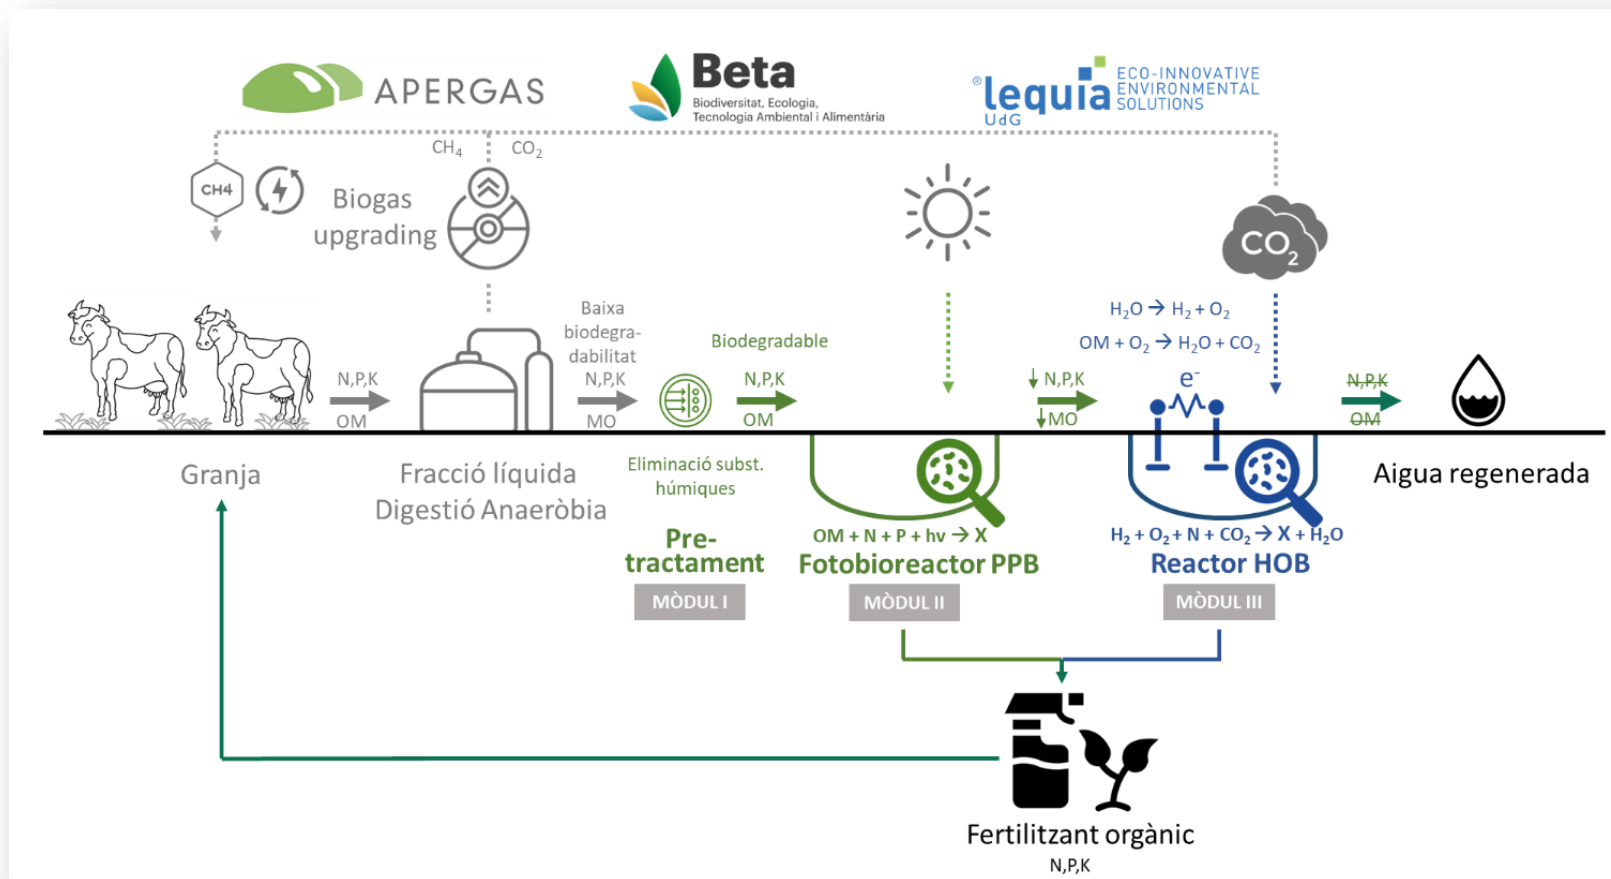 APERGAS
Beta
Biodiversitat, Ecologia,
Tecnologia Ambiental i Alimentària
®lequia
UdG
ECO-INNOVATIVE
ENVIRONMENTAL
SOLUTIONS
CH₄
CO₂
CH4
Biogas
upgrading
CO₂
Baixa
biodegra-
dabilitat
N,P,K
MO
N,P,K
OM
Biodegradable
N,P,K
OM
↓ N,P,K
↓ MO
H₂O → H₂ + O₂
OM + O₂ → H₂O + CO₂
e⁻
N,P,K
OM
Granja
Fracció líquida
Digestió Anaeròbia
Eliminació subst.
húmiques
Pre-
tractament
MÒDUL I
OM + N + P + hv → X
Fotobioreactor PPB
MÒDUL II
H₂ + O₂ + N + CO₂ → X + H₂O
Reactor HOB
MÒDUL III
Aigua regenerada
Fertilitzant orgànic
N,P,K